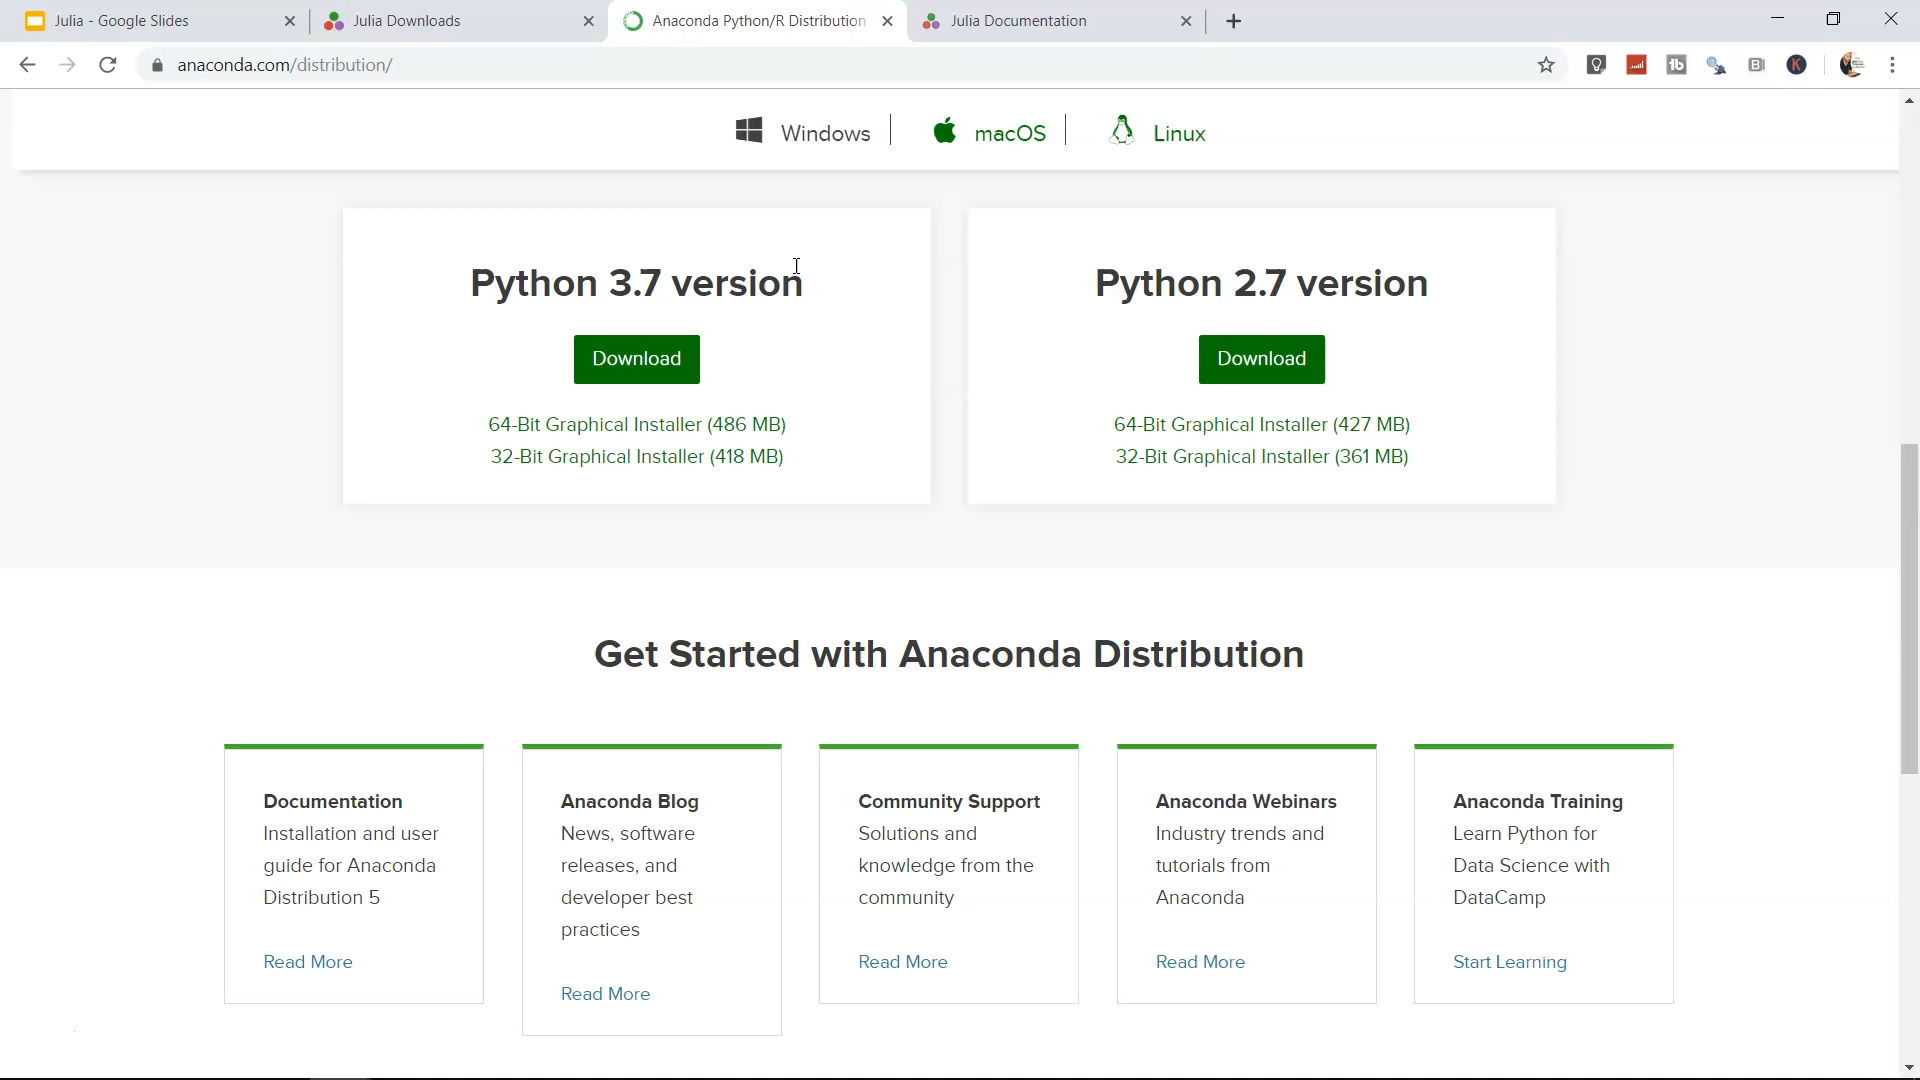 Julia - Google Slides
Julia Downloads
Anaconda Python/R Distribution
Julia Documentation
anaconda.com/distribution/
Windows
macOS
Linux
Python 3.7 version
Download
64-Bit Graphical Installer (486 MB)
32-Bit Graphical Installer (418 MB)
Python 2.7 version
Download
64-Bit Graphical Installer (427 MB)
32-Bit Graphical Installer (361 MB)
Get Started with Anaconda Distribution
Documentation
Installation and user
guide for Anaconda
Distribution 5
Read More
Anaconda Blog
News, software
releases, and
developer best
practices
Read More
Community Support
Solutions and
knowledge from the
community
Read More
Anaconda Webinars
Industry trends and
tutorials from
Anaconda
Read More
Anaconda Training
Learn Python for
Data Science with
DataCamp
Start Learning